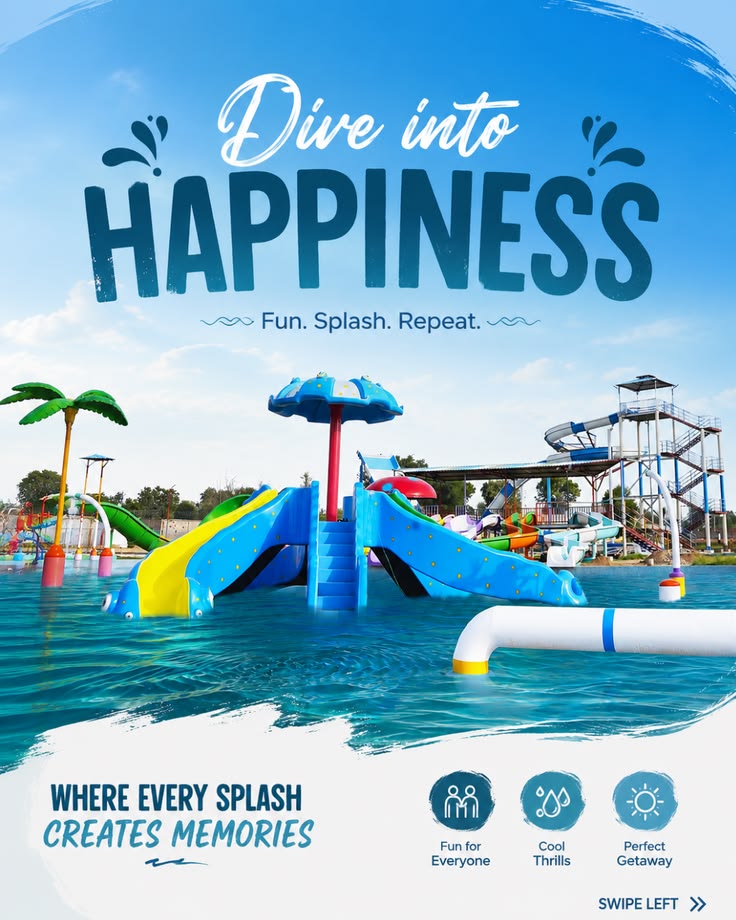 Dive into
HAPPINESS
Fun. Splash. Repeat.
WHERE EVERY SPLASH
CREATES MEMORIES
Fun for
Everyone
Cool
Thrills
Perfect
Getaway
SWIPE LEFT